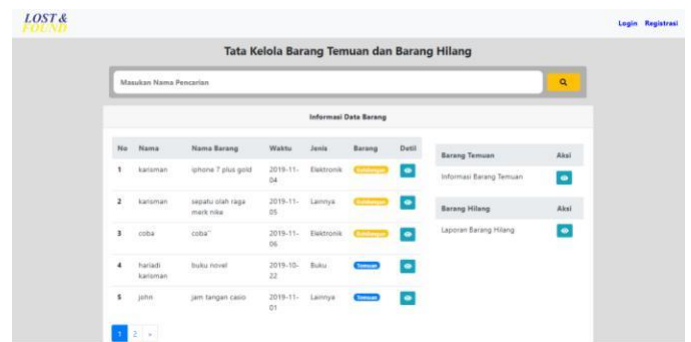 LOST &
FOUND
Login Registrasi
Tata Kelola Barang Temuan dan Barang Hilang
Masukan Nama Pencarian
Informasi Data Barang
No Nama Nama Barang Waktu Jenis Barang Detil
1 karisman iphone 7 plus gold 2019-11-
04 Elektronik Kehilangan
2 karisman sepatu olah raga
merk nike 2019-11-
05 Lainnya Kehilangan
3 coba coba" 2019-11-
06 Elektronik Kehilangan
4 hariadi
karisman buku novel 2019-10-
22 Buku Temuan
5 john jam tangan casio 2019-11-
01 Lainnya Temuan
1 2 »
Barang Temuan Aksi
Informasi Barang Temuan
Barang Hilang Aksi
Laporan Barang Hilang